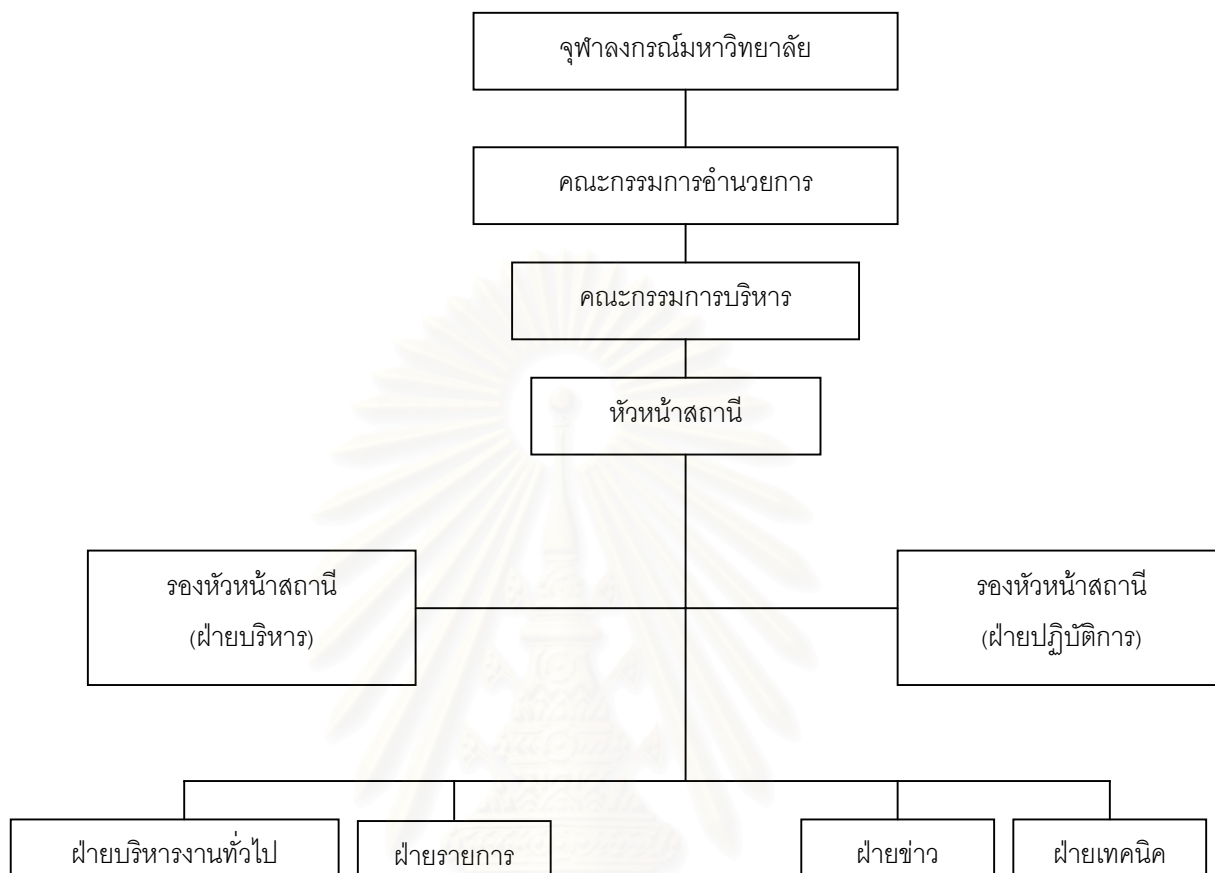 จุฬาลงกรณ์มหาวิทยาลัย
คณะกรรมการอำนวยการ
คณะกรรมการบริหาร
หัวหน้าสถานี
รองหัวหน้าสถานี
(ฝ่ายบริหาร)
รองหัวหน้าสถานี
(ฝ่ายปฏิบัติการ)
ฝ่ายบริหารงานทั่วไป
ฝ่ายรายการ
ฝ่ายข่าว
ฝ่ายเทคนิค